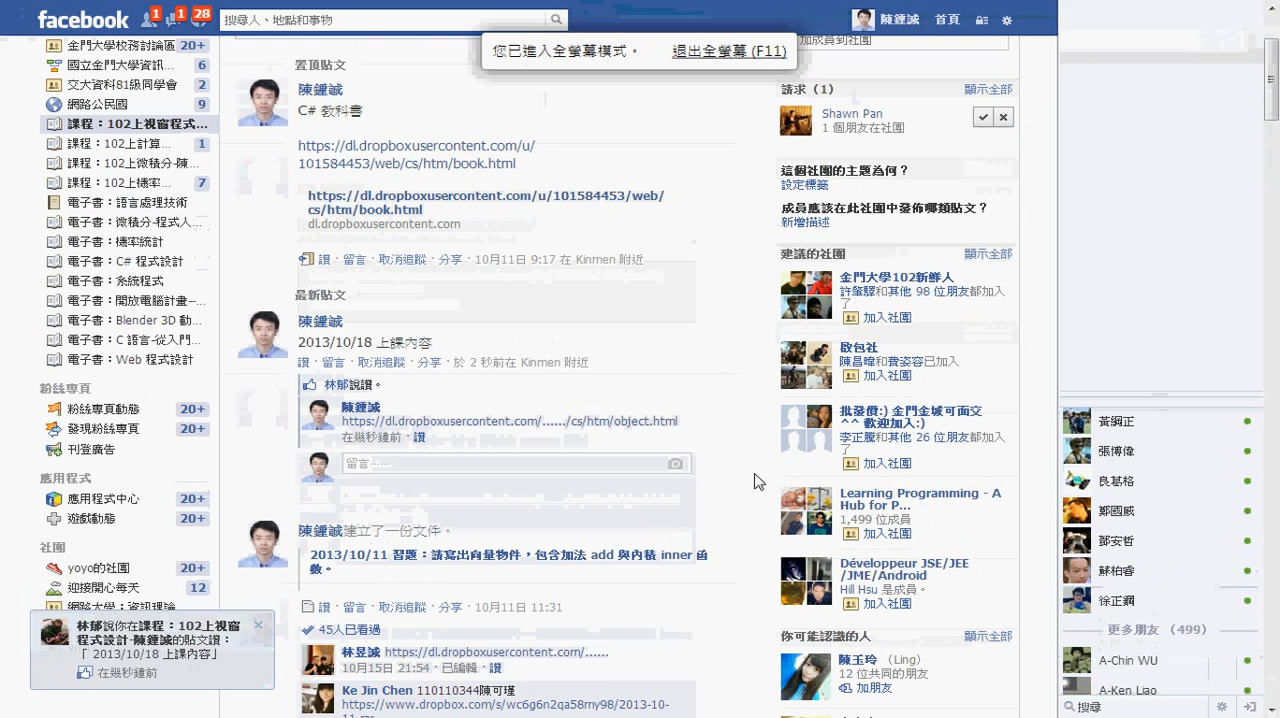 facebook
1
1
28
搜尋人、地點和事物
陳鍾誠
首頁
您已進入全螢幕模式。 退出全螢幕 (F11)
加成員到社團
金門大學校務討論區 20+
國立金門大學資訊... 6
交大資科81級同學會 2
網路公民國 9
課程：102上視窗程式...
課程：102上計算... 1
課程：102上微積分-陳...
課程：102上機率... 7
電子書：語言處理技術
電子書：微積分-程式人...
電子書：機率統計
電子書：C# 程式設計
電子書：系統程式
電子書：開放電腦計畫--...
電子書：Blender 3D 動...
電子書：C 語言-從入門...
電子書：Web 程式設計
粉絲專頁
粉絲專頁動態 20+
發現粉絲專頁 20+
刊登廣告
應用程式
應用程式中心 20+
遊戲動態 20+
社團
yoyo的社團 20+
迎接開心每手 12
網路大學：資訊理論
林郁說你在課程：102上視窗
程式設計-陳鍾誠的貼文讚：
「 2013/10/18 上課內容」
在幾秒鐘前
置頂貼文
陳鍾誠
C# 教科書
https://dl.dropboxusercontent.com/u/
101584453/web/cs/htm/book.html
https://dl.dropboxusercontent.com/u/101584453/web/
cs/htm/book.html
dl.dropboxusercontent.com
讚 · 留言 · 取消追蹤 · 分享 · 10月11日 9:17 在 Kinmen 附近
最新貼文
陳鍾誠
2013/10/18 上課內容
讚 · 留言 · 取消追蹤 · 分享 · 於 2 秒前在 Kinmen 附近
林郁說讚。
陳鍾誠
https://dl.dropboxusercontent.com/....../cs/htm/object.html
在幾秒鐘前 · 讚
留言......
陳鍾誠建立了一份文件。
2013/10/11 習題：請寫出向量物件，包含加法 add 與內積 inner 函
數。
讚 · 留言 · 取消追蹤 · 分享 · 10月11日 11:31
45人已看過
林昱誠 https://dl.dropboxusercontent.com/......
10月15日 21:54 · 已編輯 · 讚
Ke Jin Chen 110110344陳可瑾
https://www.dropbox.com/s/wc6g6n2qa58rny98/2013-10-
請求（1） 顯示全部
Shawn Pan
1 個朋友在社團
這個社團的主題為何？
設定標籤
成員應該在此社團中發佈哪類貼文？
新增描述
建議的社團 顯示全部
金門大學102新鮮人
許肇驛和其他 98 位朋友都加入
了
加入社團
啟包社
陳昌暐和曹姿容已加入
加入社團
批發價:) 金門金城可面交
^^ 歡迎加入:)
李正騰和其他 26 位朋友都加入
了
加入社團
Learning Programming - A
Hub for P...
1,499 位成員
加入社團
Développeur JSE/JEE
/JME/Android
Hill Hsu 是成員。
加入社團
你可能認識的人 顯示全部
陳玉玲 （Ling）
12 位共同的朋友
加朋友
黃綱正
張博偉
良基格
鄭國威
鄧安哲
蘇柏睿
徐正鋼
更多朋友 （499）
A-Chin WU
A-Ken Liao
搜尋